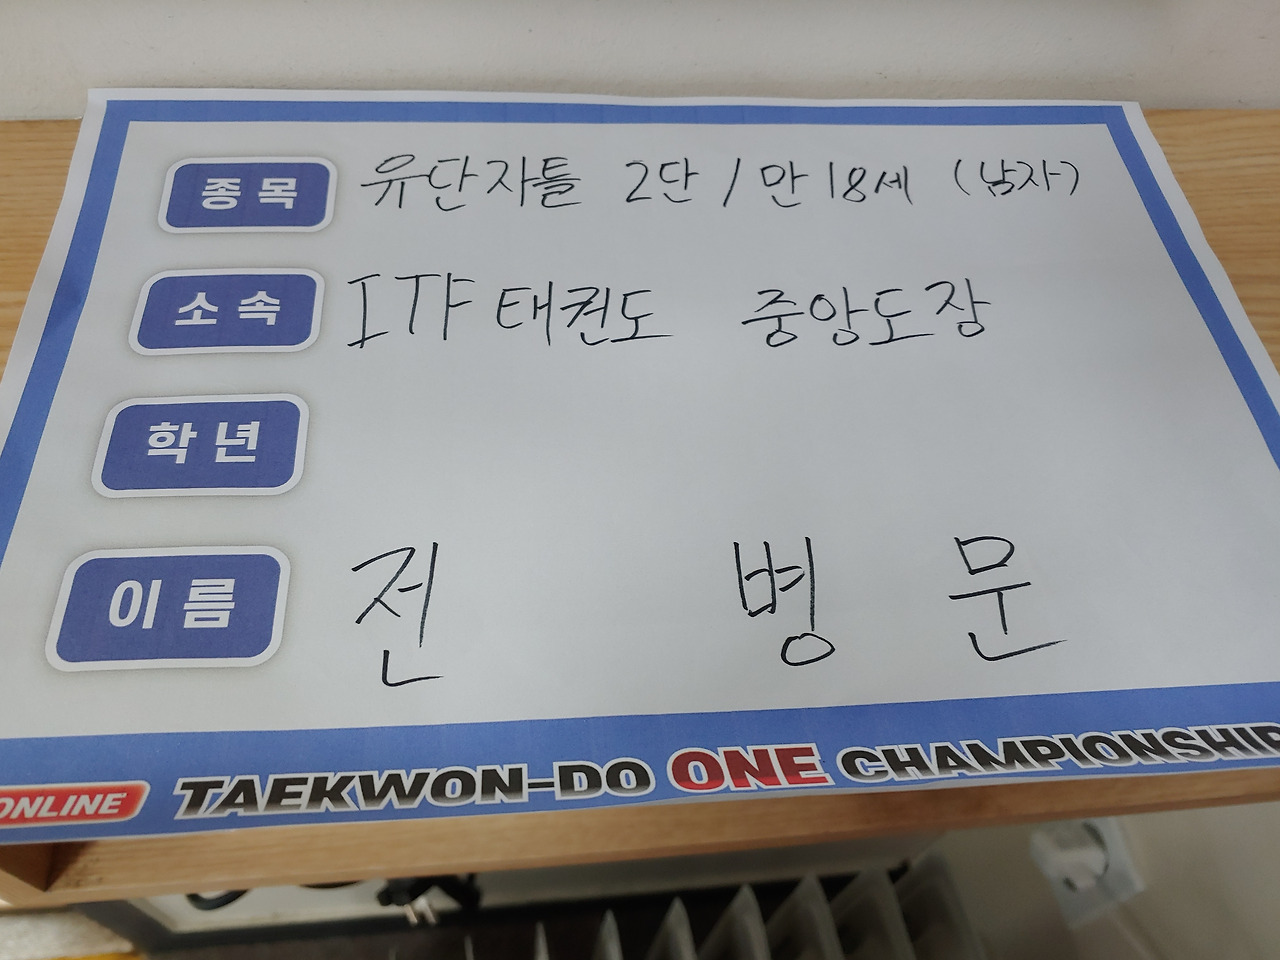 종목 유단자틀 2단 / 만 18세 (남자)
소속 ITF 태권도 중앙도장
학년
이름 전 병 문
ONLINE TAEKWON-DO ONE CHAMPIONSHIP